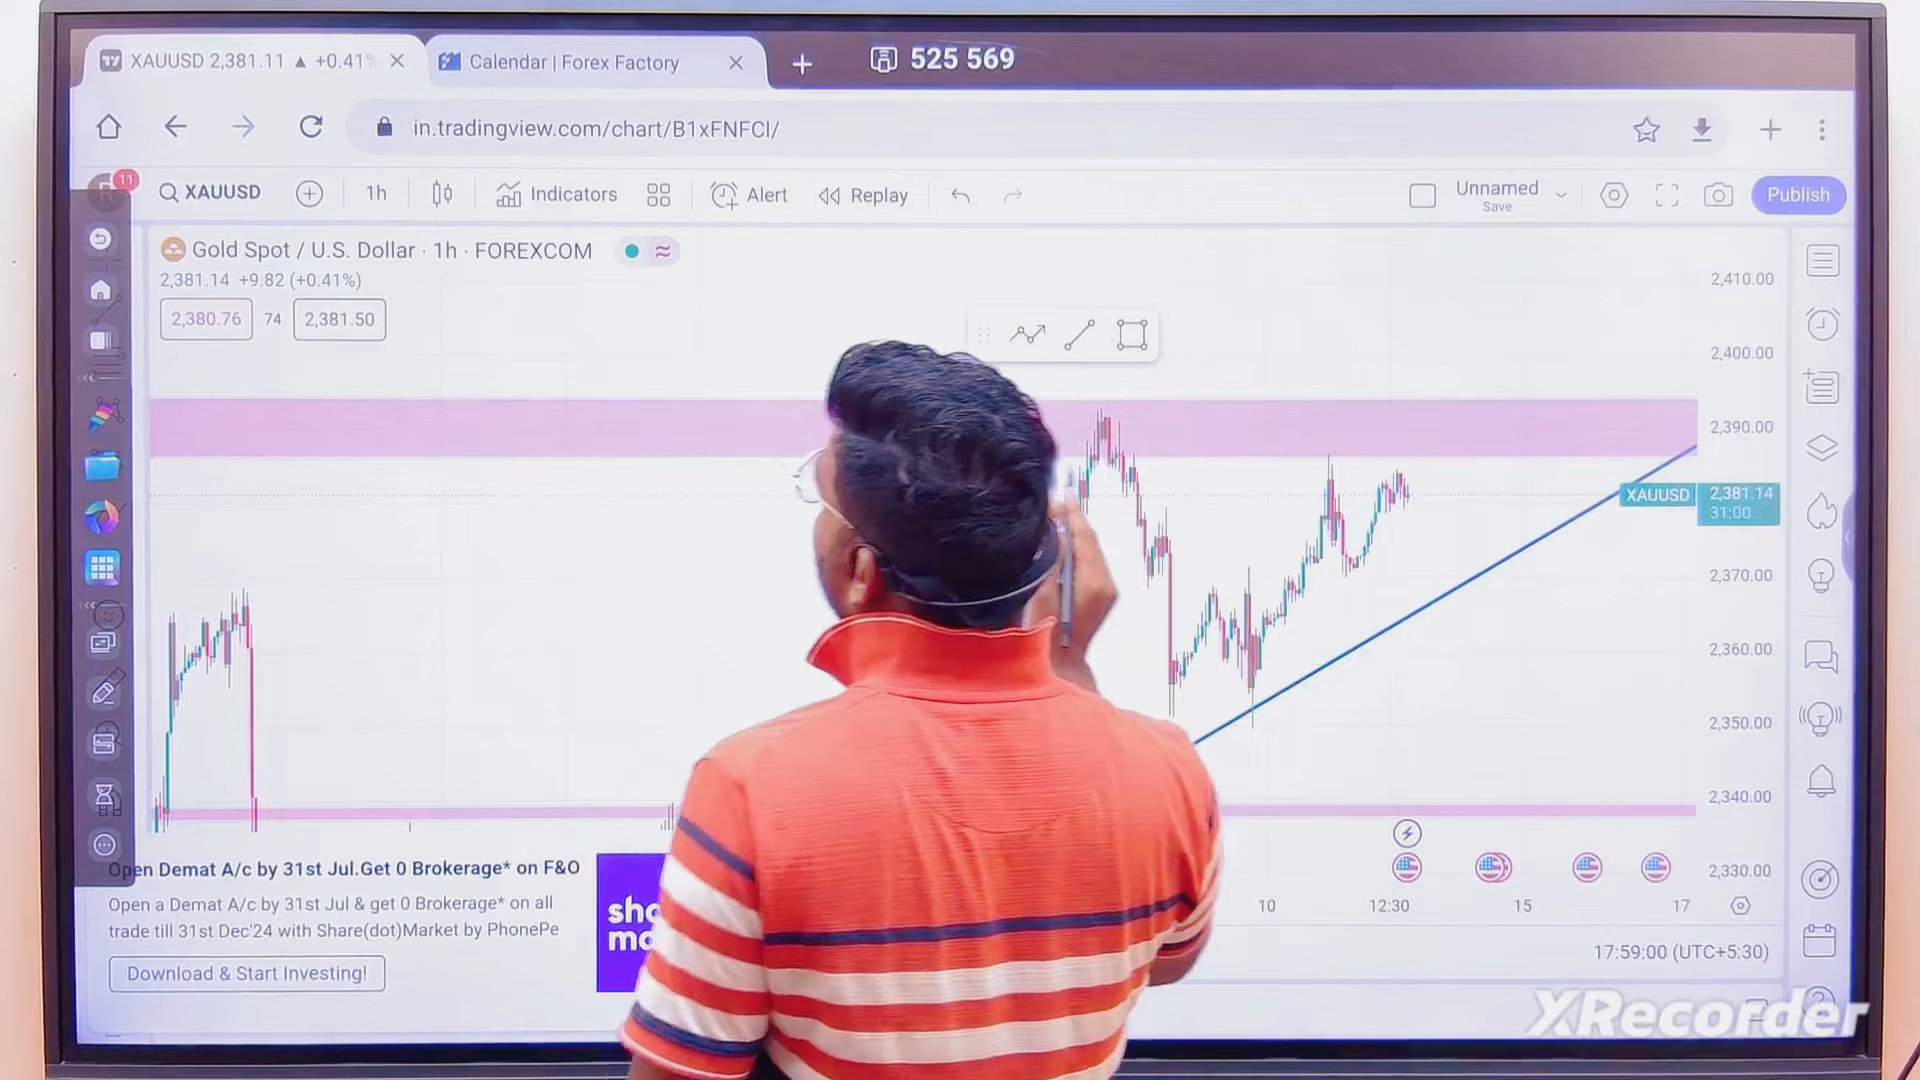 XAUUSD 2,381.11 ▲ +0.41%
Calendar | Forex Factory
525 569
in.tradingview.com/chart/B1xFNFCl/
11
XAUUSD
1h
Indicators
Alert
Replay
Unnamed
Save
Publish
Gold Spot / U.S. Dollar · 1h · FOREXCOM
2,381.14 +9.82 (+0.41%)
2,380.76 74 2,381.50
2,410.00
2,400.00
2,390.00
XAUUSD 2,381.14
31:00
2,370.00
2,360.00
2,350.00
2,340.00
2,330.00
10 12:30 15 17
17:59:00 (UTC+5:30)
Open Demat A/c by 31st Jul.Get 0 Brokerage* on F&O
Open a Demat A/c by 31st Jul & get 0 Brokerage* on all
trade till 31st Dec'24 with Share(dot)Market by PhonePe
Download & Start Investing!
XRecorder